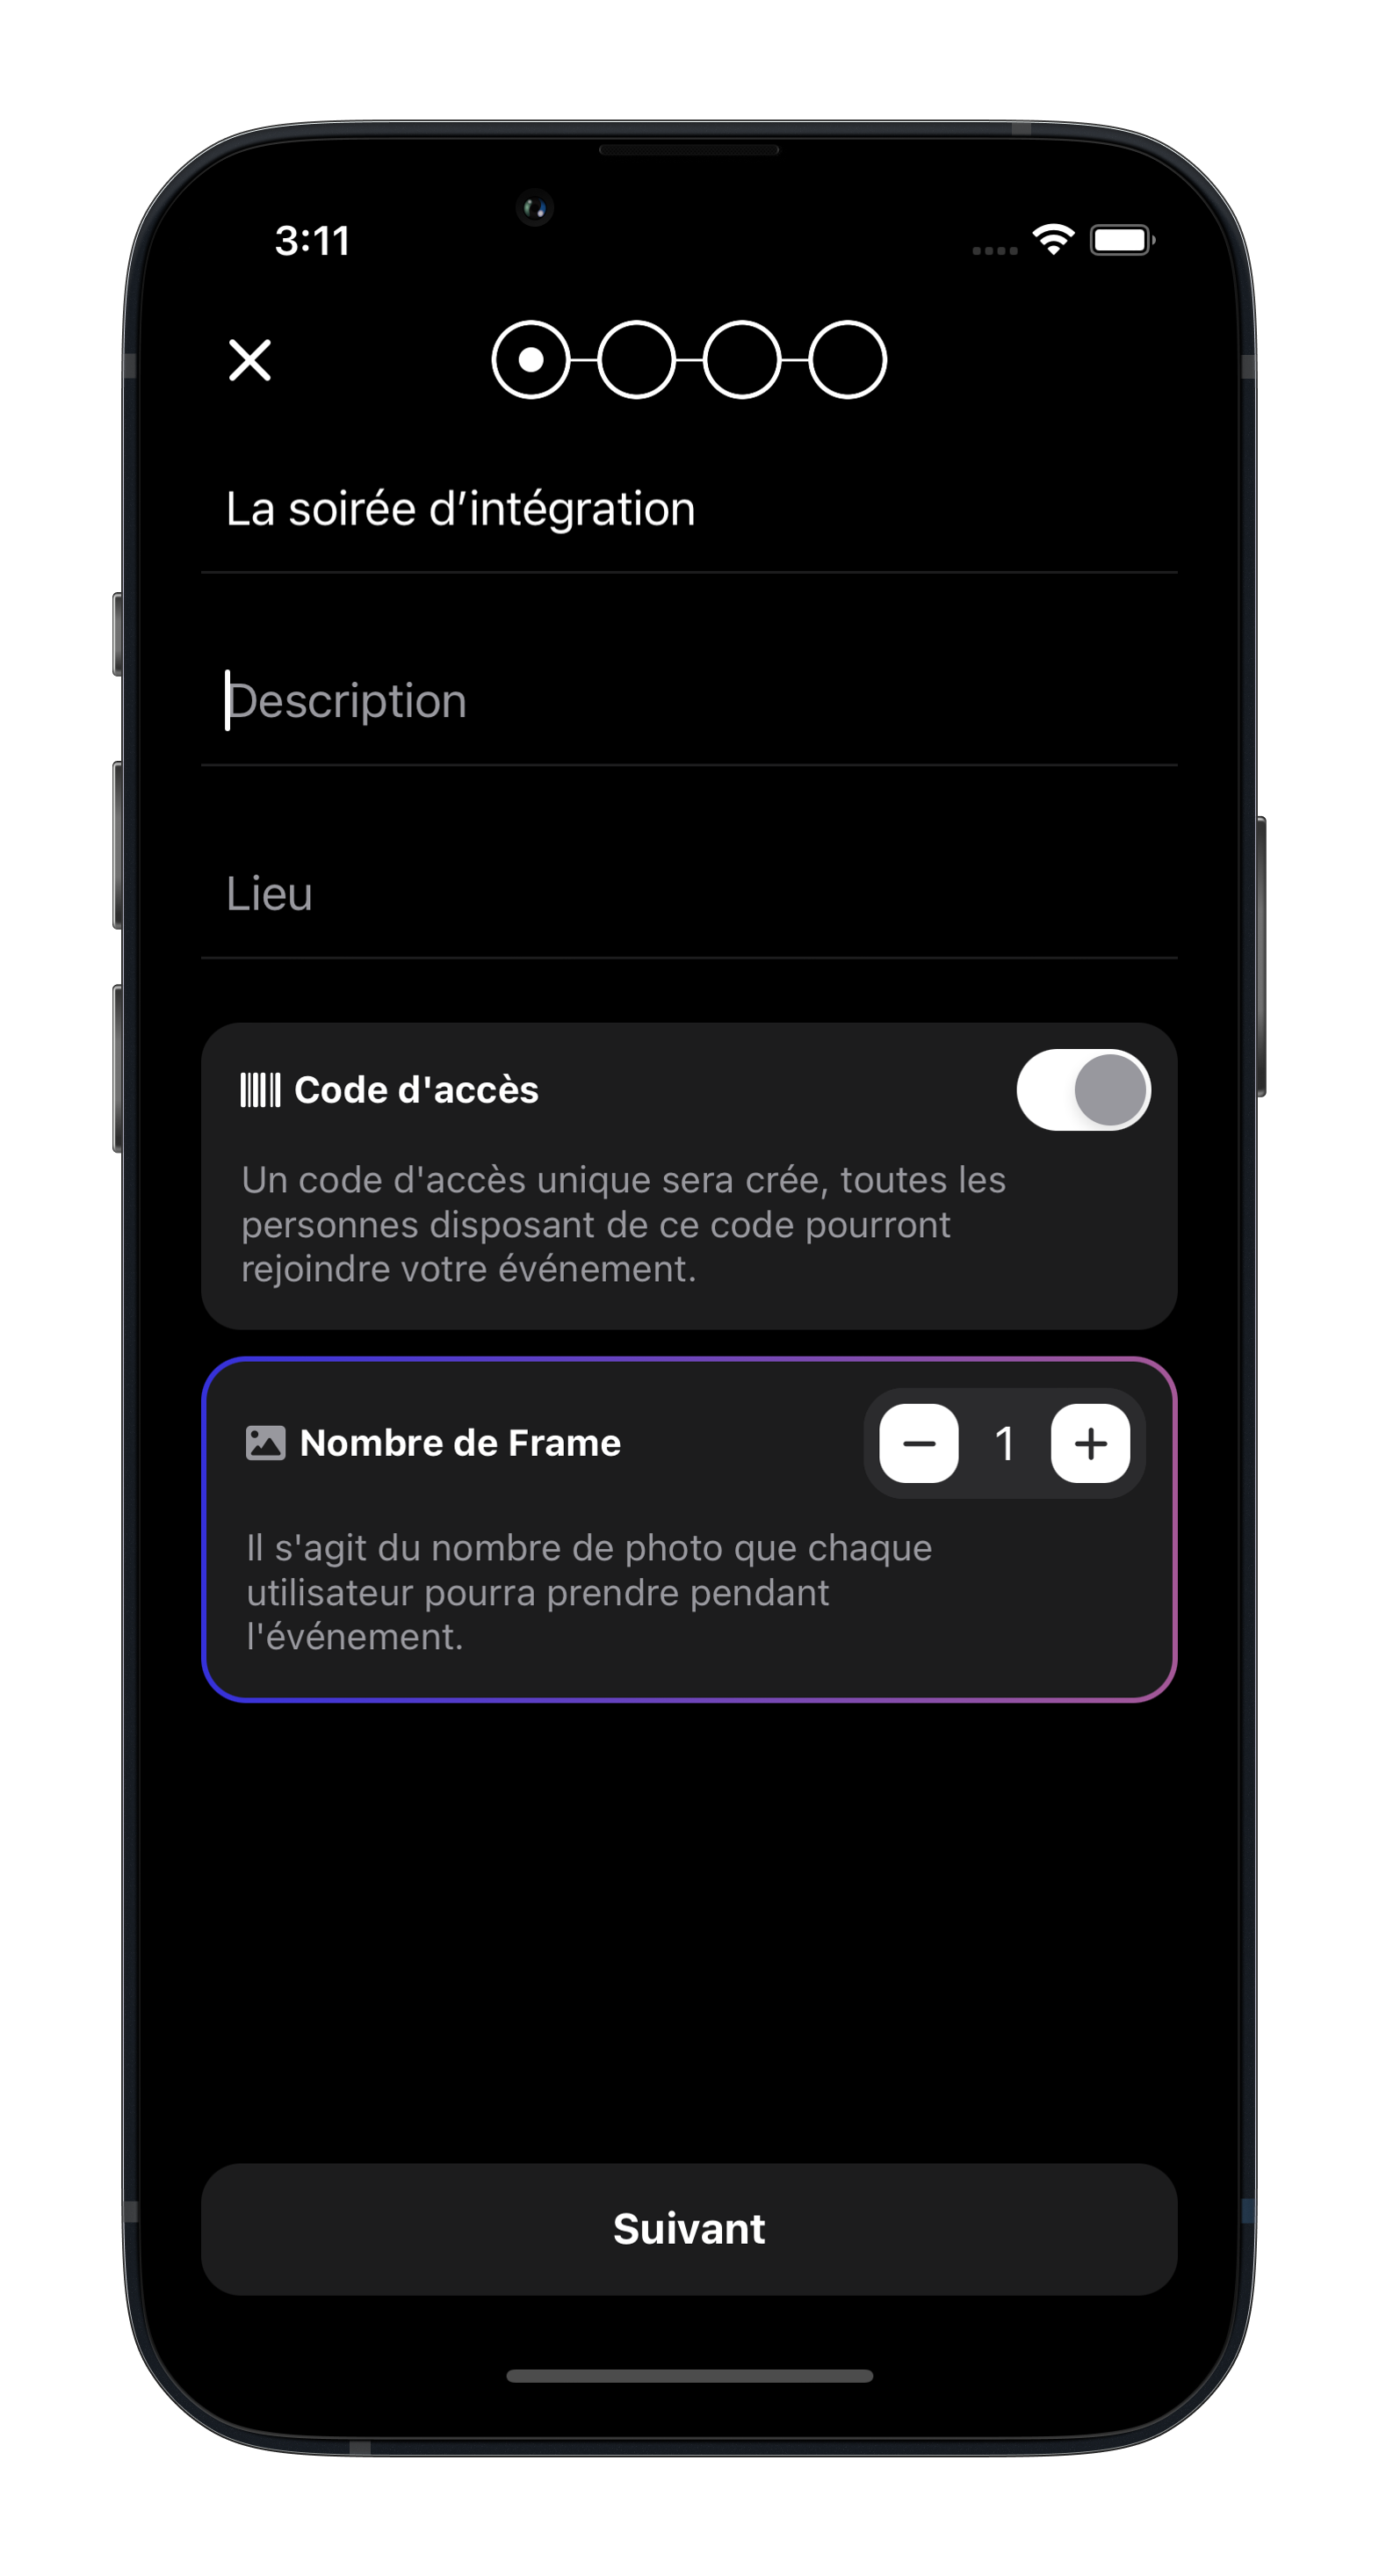 3:11
La soirée d’intégration
Description
Lieu
Code d'accès
Un code d'accès unique sera crée, toutes les
personnes disposant de ce code pourront
rejoindre votre événement.
Nombre de Frame
1
Il s'agit du nombre de photo que chaque
utilisateur pourra prendre pendant
l'événement.
Suivant